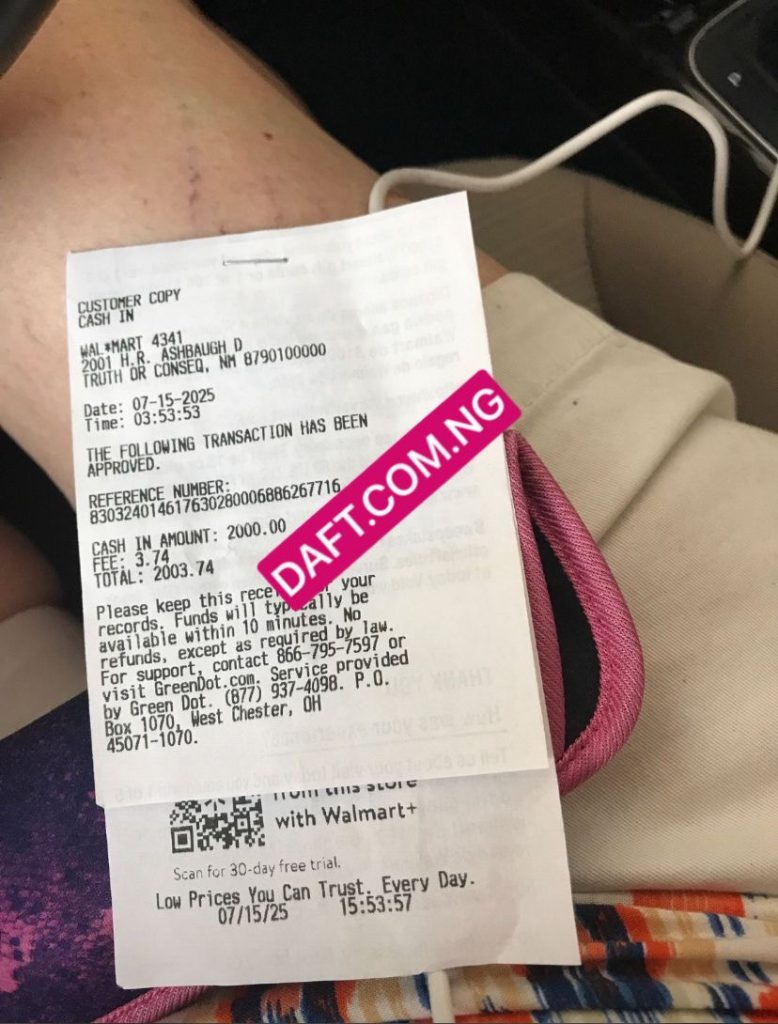 CUSTOMER COPY
CASH IN
WAL*MART 4341
2001 H.R. ASHBAUGH D
TRUTH OR CONSEQ, NM 8790100000
Date: 07-15-2025
Time: 03:53:53
THE FOLLOWING TRANSACTION HAS BEEN
APPROVED.
REFERENCE NUMBER:
830324014617630280006886267716
CASH IN AMOUNT: 2000.00
FEE: 3.74
TOTAL: 2003.74
DAFT.COM.NG
Please keep this your
records. Funds will typically be
available within 10 minutes. No
refunds, except as required by law.
For support, contact 866-795-7597 or
visit GreenDot.com. Service provided
by Green Dot. (877) 937-4098. P.O.
Box 1070, West Chester, OH
45071-1070.
from this store
with Walmart+
Scan for 30-day free trial.
Low Prices You Can Trust. Every Day.
07/15/25 15:53:57
P